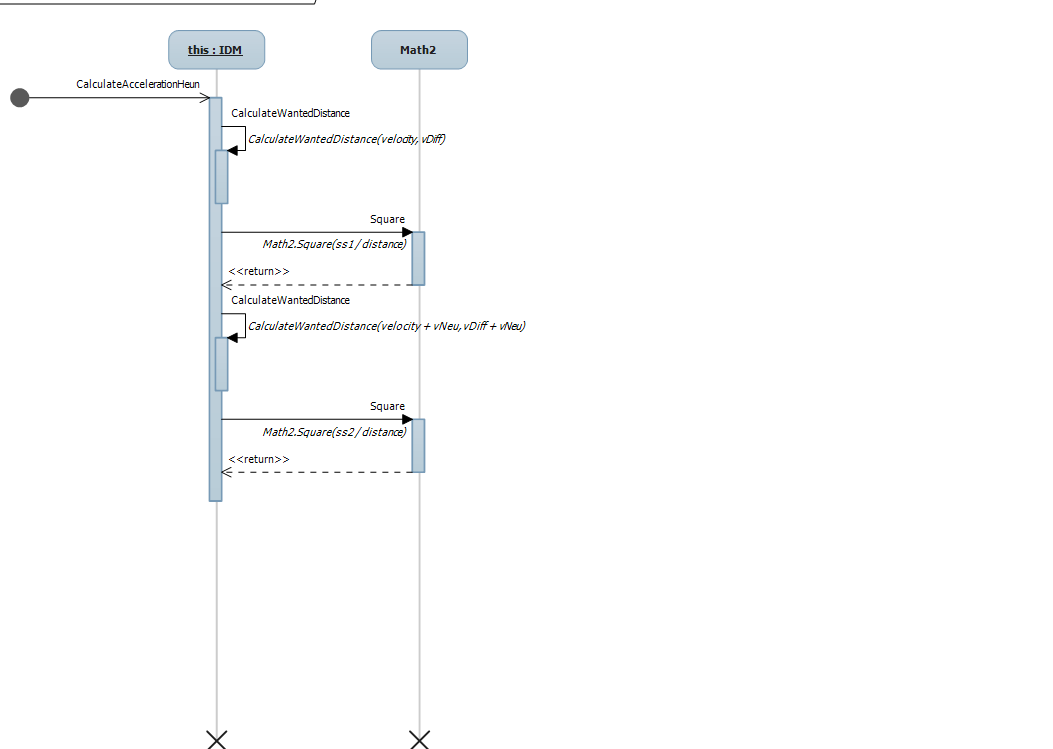 this : IDM
Math2
CalculateAccelerationHeun
CalculateWantedDistance
CalculateWantedDistance(velocity, vDiff)
Square
Math2.Square(ss1 / distance)
<<return>>
CalculateWantedDistance
CalculateWantedDistance(velocity + vNeu, vDiff + vNeu)
Square
Math2.Square(ss2 / distance)
<<return>>